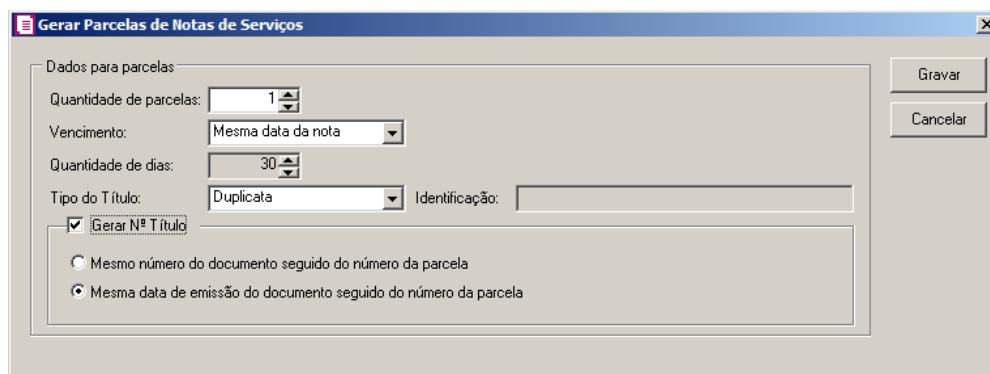 Gerar Parcelas de Notas de Serviços
Dados para parcelas
Quantidade de parcelas: 1
Vencimento: Mesma data da nota
Quantidade de dias: 30
Tipo do Título: Duplicata Identificação:
Gerar Nº Título
Mesmo número do documento seguido do número da parcela
Mesma data de emissão do documento seguido do número da parcela
Gravar
Cancelar